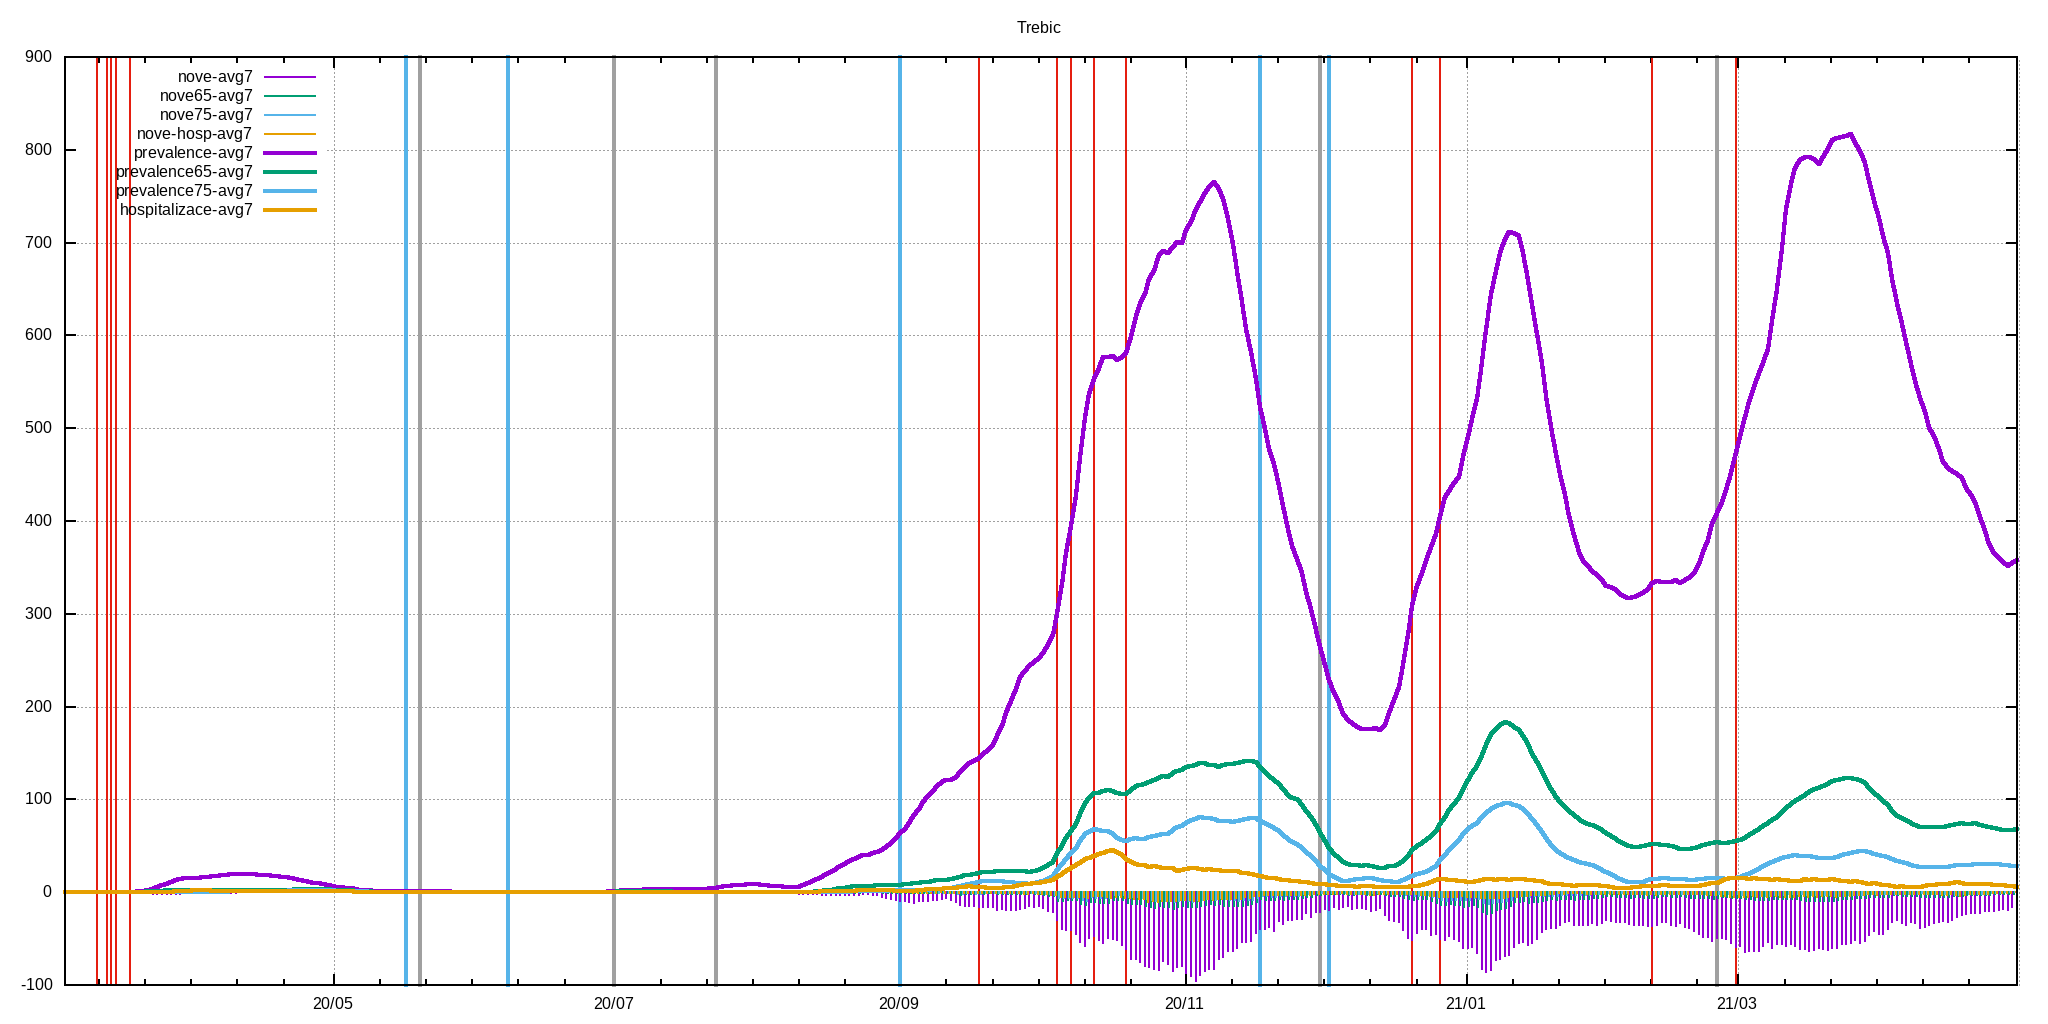 Trebic
900
800
700
600
500
400
300
200
100
0
-100
nove-avg7
nove65-avg7
nove75-avg7
nove-hosp-avg7
prevalence-avg7
prevalence65-avg7
prevalence75-avg7
hospitalizace-avg7
20/05 20/07 20/09 20/11 21/01 21/03